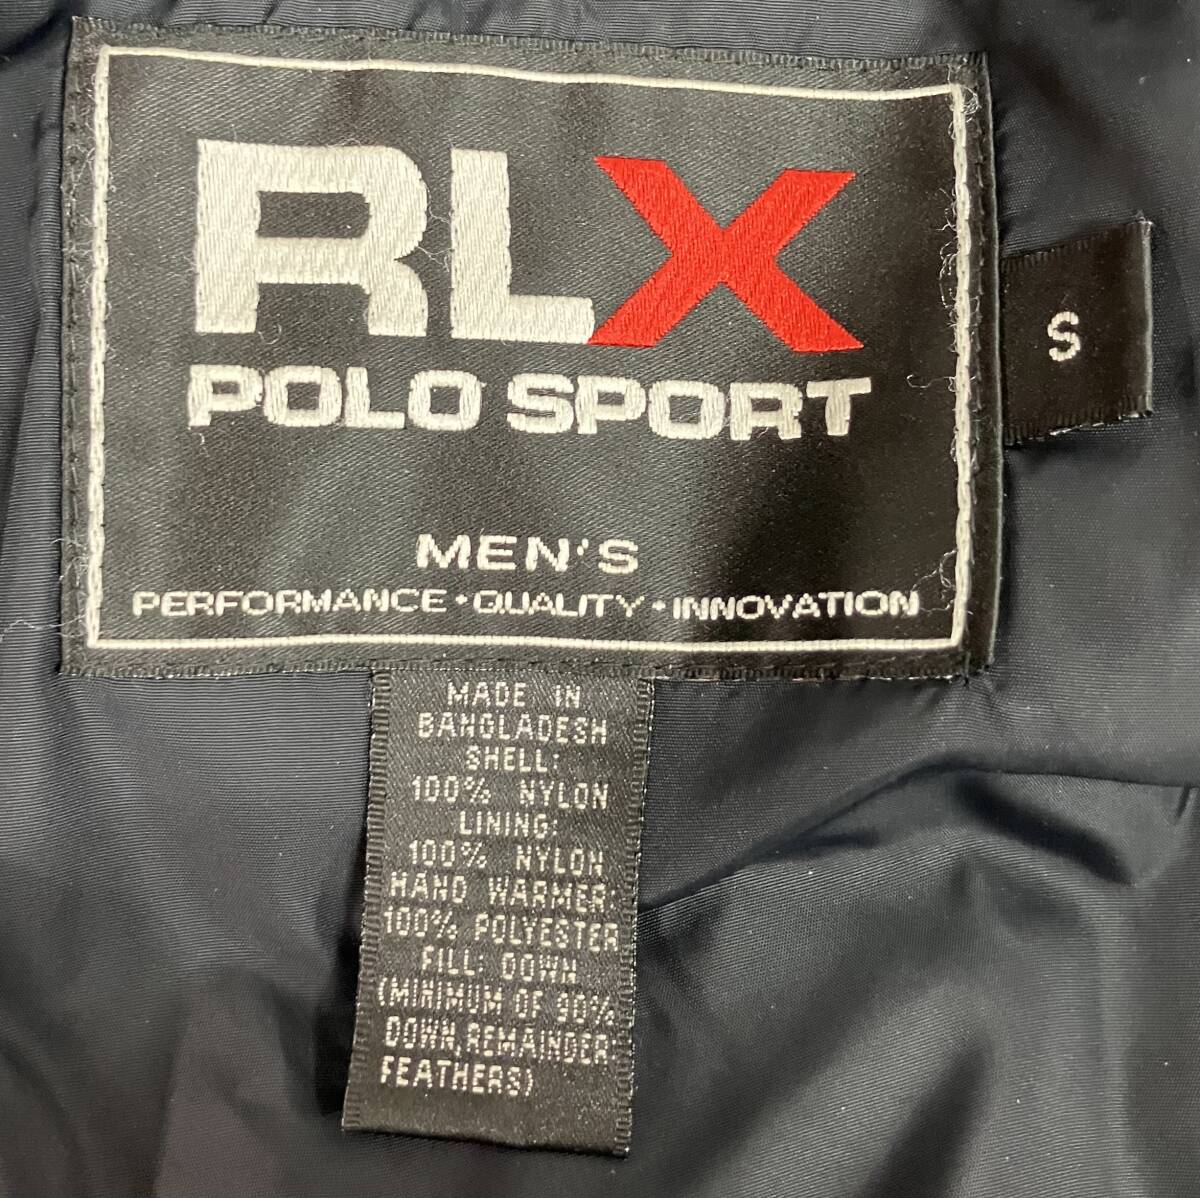 RLX
POLO SPORT
S
MEN'S
PERFORMANCE • QUALITY • INNOVATION
MADE IN
BANGLADESH
SHELL:
100% NYLON
LINING:
100% NYLON
HAND WARMER
100% POLYESTER
FILL: DOWN
(MINIMUM OF 90%
DOWN,REMAINDER
FEATHERS)